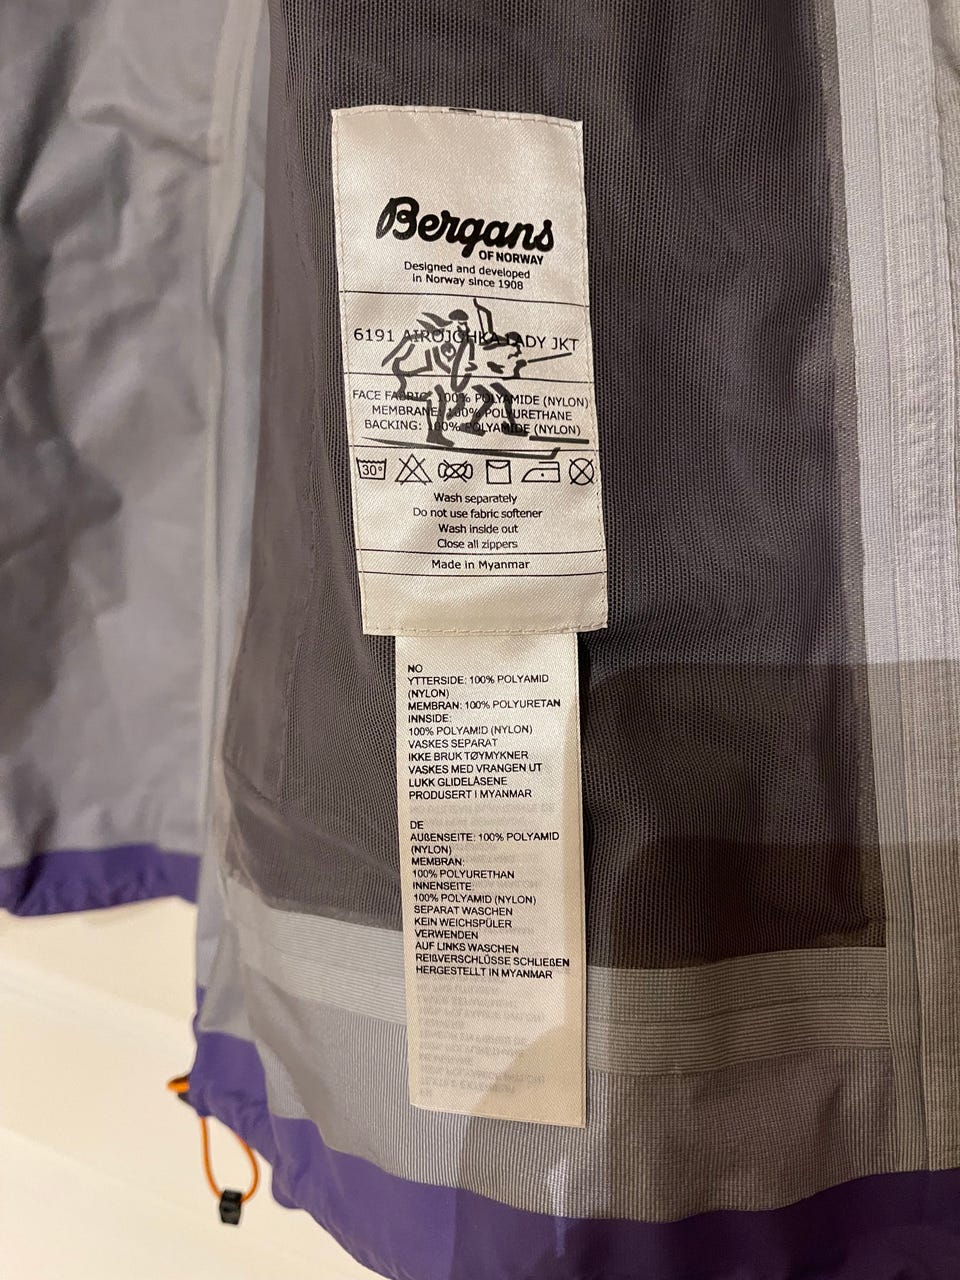 Bergans
OF NORWAY
Designed and developed
in Norway since 1908
6191 AIROJOHKA LADY JKT
FACE FABRIC: 100% POLYAMIDE (NYLON)
MEMBRANE: 100% POLYURETHANE
BACKING: 100% POLYAMIDE (NYLON)
30°
Wash separately
Do not use fabric softener
Wash inside out
Close all zippers
Made in Myanmar
NO
YTTERSIDE: 100% POLYAMID
(NYLON)
MEMBRAN: 100% POLYURETAN
INNSIDE:
100% POLYAMID (NYLON)
VASKES SEPARAT
IKKE BRUK TØYMYKNER
VASKES MED VRANGEN UT
LUKK GLIDELÅSENE
PRODUSERT I MYANMAR
DE
AUßENSEITE: 100% POLYAMID
(NYLON)
MEMBRAN:
100% POLYURETHAN
INNENSEITE:
100% POLYAMID (NYLON)
SEPARAT WASCHEN
KEIN WEICHSPÜLER
VERWENDEN
AUF LINKS WASCHEN
REIßVERSCHLÜSSE SCHLIEßEN
HERGESTELLT IN MYANMAR